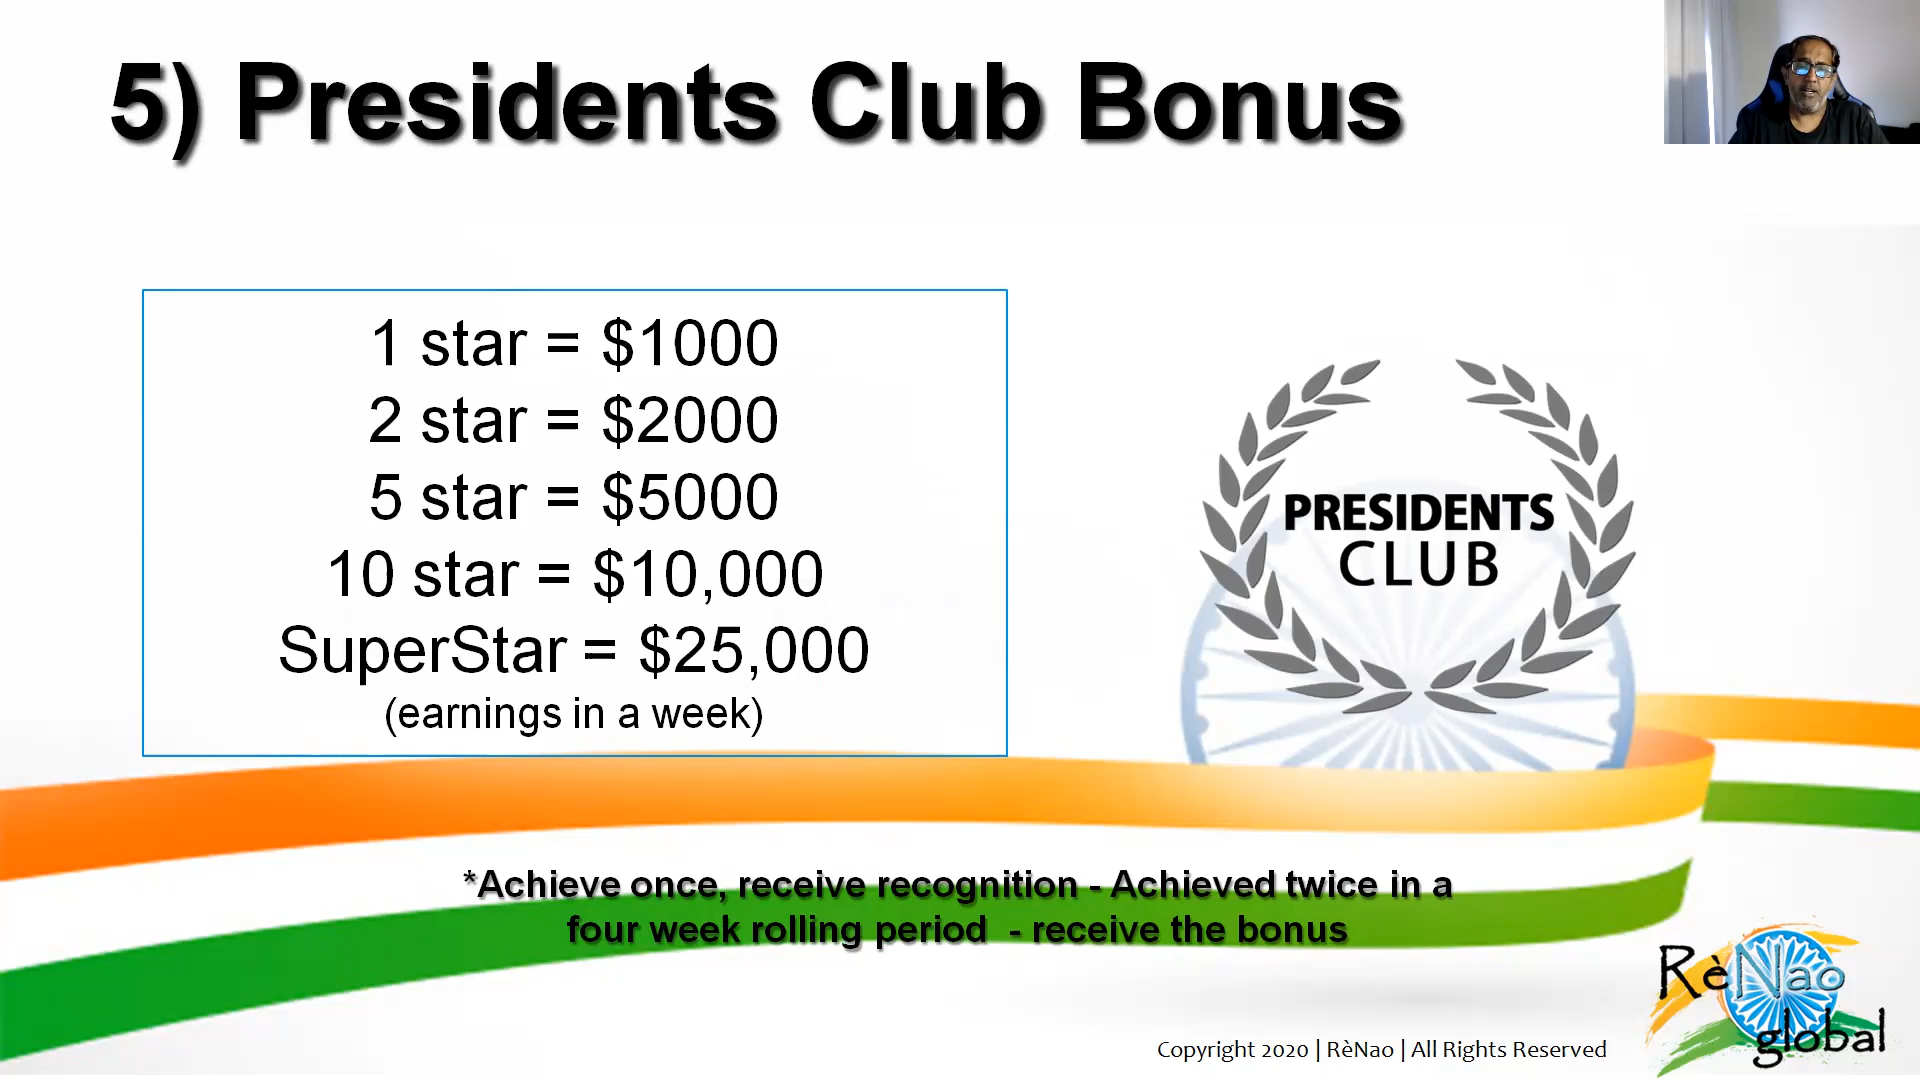 5) Presidents Club Bonus
1 star = $1000
2 star = $2000
5 star = $5000
10 star = $10,000
SuperStar = $25,000
(earnings in a week)
PRESIDENTS
CLUB
*Achieve once, receive recognition - Achieved twice in a
four week rolling period - receive the bonus
RèNao
global
Copyright 2020 | RèNao | All Rights Reserved